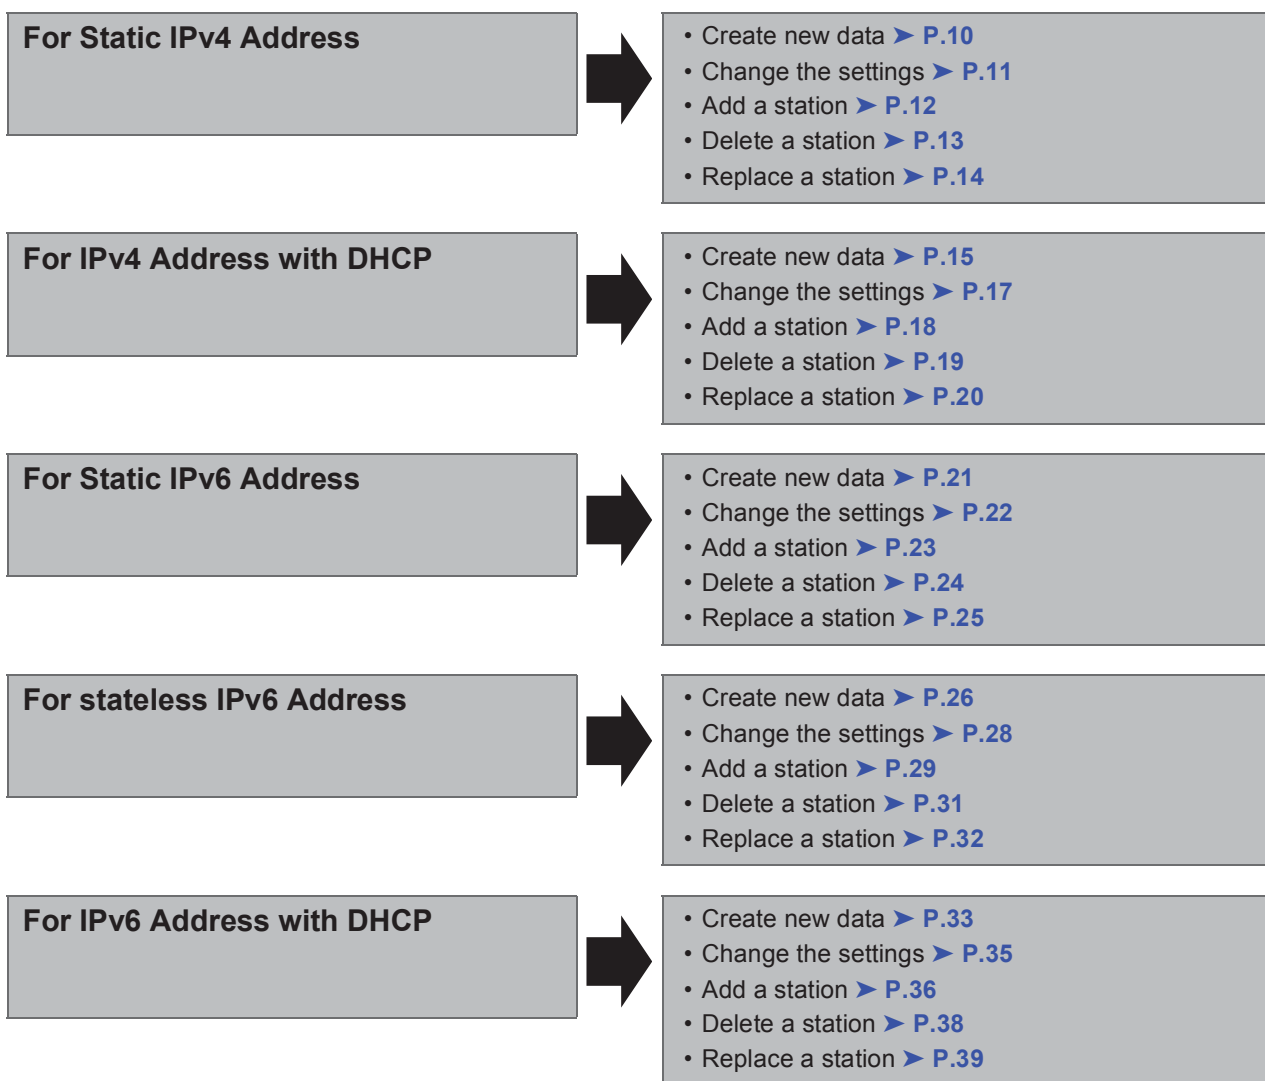 For Static IPv4 Address
• Create new data ➤ P.10
• Change the settings ➤ P.11
• Add a station ➤ P.12
• Delete a station ➤ P.13
• Replace a station ➤ P.14
For IPv4 Address with DHCP
• Create new data ➤ P.15
• Change the settings ➤ P.17
• Add a station ➤ P.18
• Delete a station ➤ P.19
• Replace a station ➤ P.20
For Static IPv6 Address
• Create new data ➤ P.21
• Change the settings ➤ P.22
• Add a station ➤ P.23
• Delete a station ➤ P.24
• Replace a station ➤ P.25
For stateless IPv6 Address
• Create new data ➤ P.26
• Change the settings ➤ P.28
• Add a station ➤ P.29
• Delete a station ➤ P.31
• Replace a station ➤ P.32
For IPv6 Address with DHCP
• Create new data ➤ P.33
• Change the settings ➤ P.35
• Add a station ➤ P.36
• Delete a station ➤ P.38
• Replace a station ➤ P.39